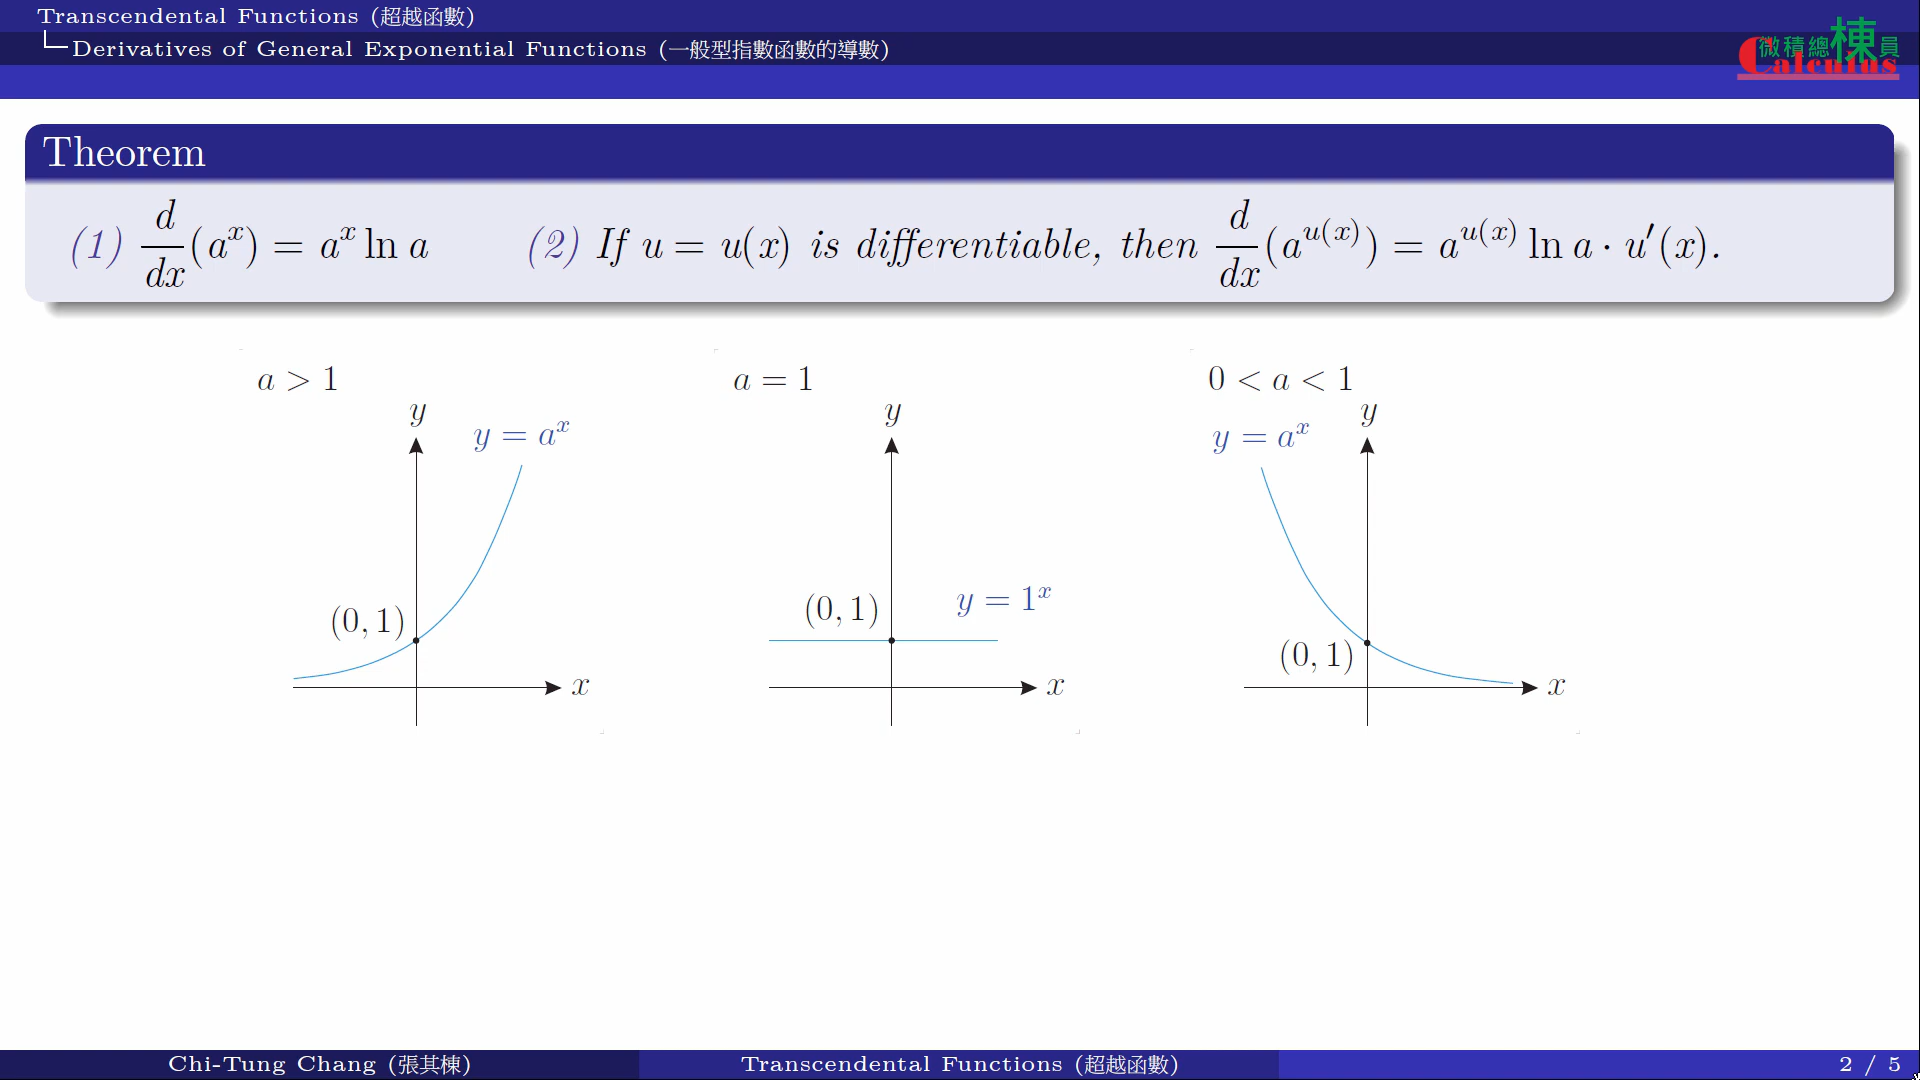 Transcendental Functions (超越函數)
Derivatives of General Exponential Functions (一般型指數函數的導數)
微積總棟員
Calculus
Theorem
(1) d/dx(a^x) = a^x ln a (2) If u = u(x) is differentiable, then d/dx(a^{u(x)}) = a^{u(x)} ln a · u′(x).
a > 1
y
y = a^x
(0, 1)
x
a = 1
y
y = 1^x
(0, 1)
x
0 < a < 1
y
y = a^x
(0, 1)
x
Chi-Tung Chang (張其棟) Transcendental Functions (超越函數) 2 / 5